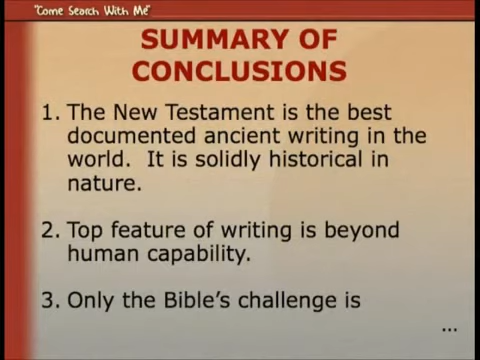 "Come Search With Me"
SUMMARY OF
CONCLUSIONS
1. The New Testament is the best
documented ancient writing in the
world. It is solidly historical in
nature.
2. Top feature of writing is beyond
human capability.
3. Only the Bible's challenge is
...